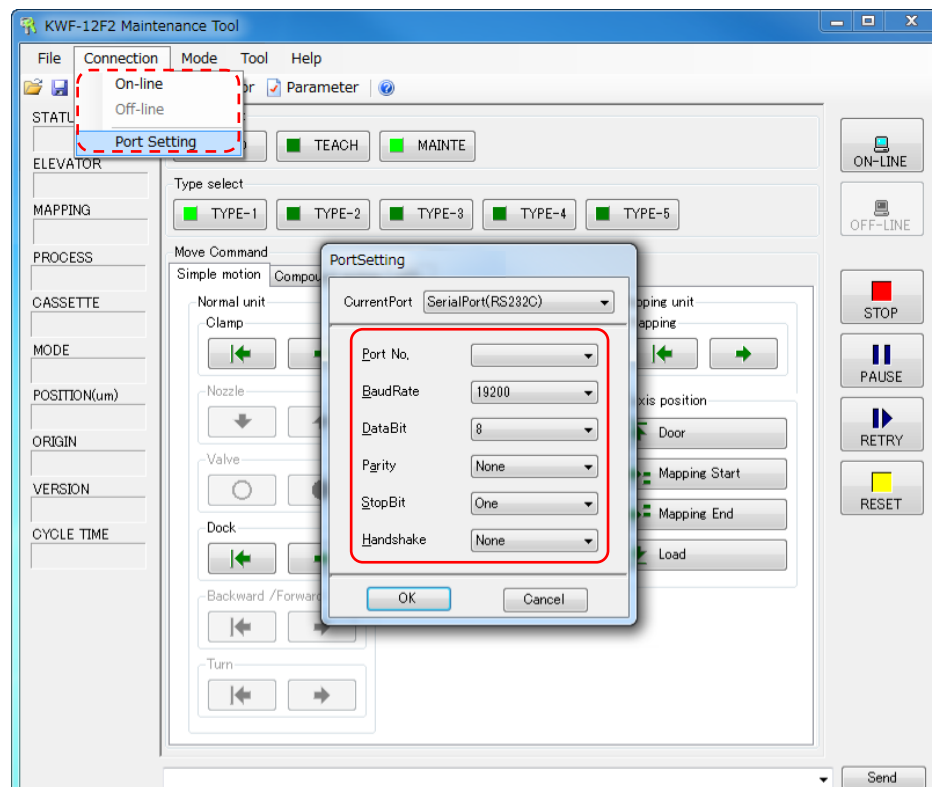 KWF-12F2 Maintenance Tool
File Connection Mode Tool Help
On-line
Parameter
Off-line
Port Setting
TEACH
MAINTE
ELEVATOR
MAPPING
PROCESS
CASSETTE
MODE
POSITION(um)
ORIGIN
VERSION
CYCLE TIME
Type select
TYPE-1
TYPE-2
TYPE-3
TYPE-4
TYPE-5
Move Command
Simple motion
Normal unit
Clamp
Nozzle
Valve
Dock
Backward /Forward
Turn
PortSetting
CurrentPort SerialPort(RS232C)
Port No.
BaudRate 19200
DataBit 8
Parity None
StopBit One
Handshake None
OK
Cancel
unit
position
Door
Mapping Start
Mapping End
Load
ON-LINE
OFF-LINE
STOP
PAUSE
RETRY
RESET
Send